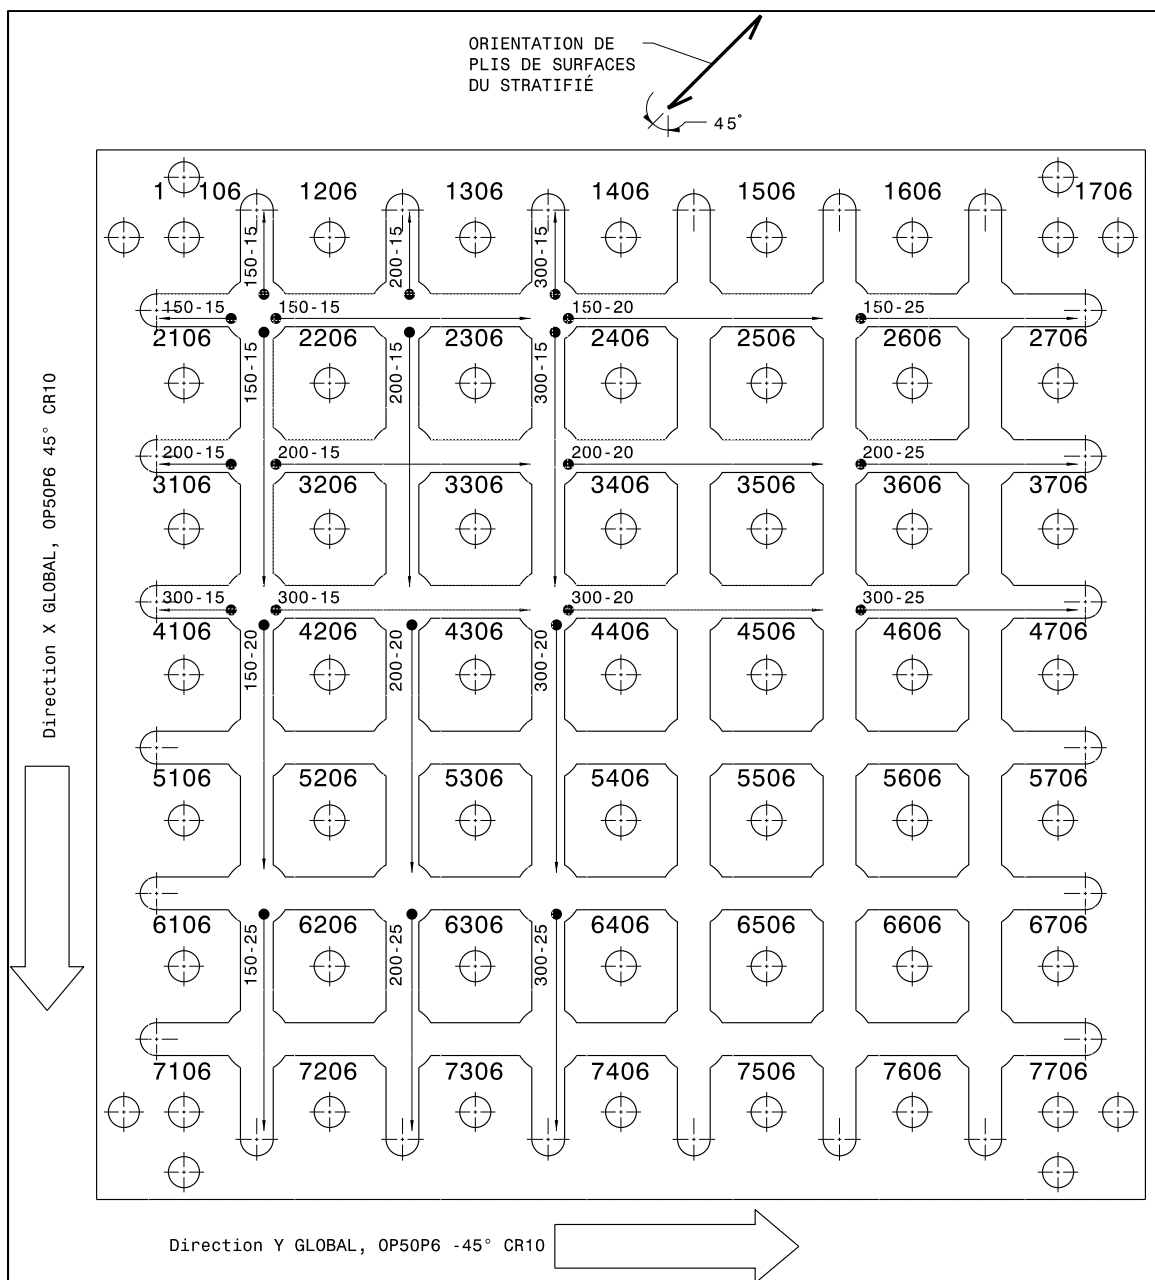 ORIENTATION DE
PLIS DE SURFACES
DU STRATIFIÉ
45°
1 106 1206 1306 1406 1506 1606 1706
150-15 200-15 300-15
150-15 150-15 150-20 150-25
2106 2206 2306 2406 2506 2606 2706
150-15 200-15 300-15
200-15 200-15 200-20 200-25
3106 3206 3306 3406 3506 3606 3706
300-15 300-15 300-20 300-25
4106 4206 4306 4406 4506 4606 4706
150-20 200-20 300-20
5106 5206 5306 5406 5506 5606 5706
6106 6206 6306 6406 6506 6606 6706
150-25 200-25 300-25
7106 7206 7306 7406 7506 7606 7706
Direction X GLOBAL, OP50P6 45° CR10
Direction Y GLOBAL, OP50P6 -45° CR10